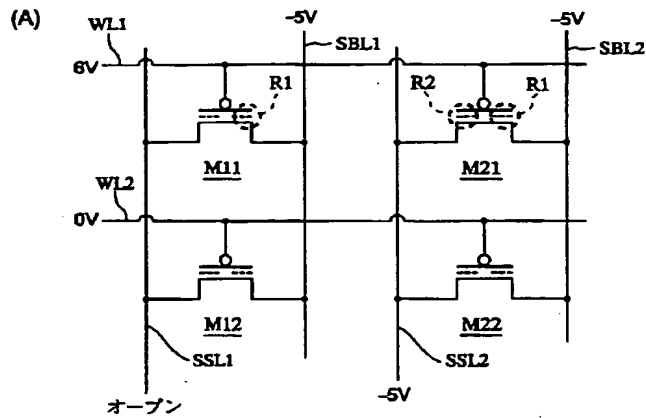 (A)
-5V
-5V
WL1
SBL1
SBL2
6V
R1
R2
R1
M11
M21
WL2
0V
M12
M22
SSL1
SSL2
-5V
オープン